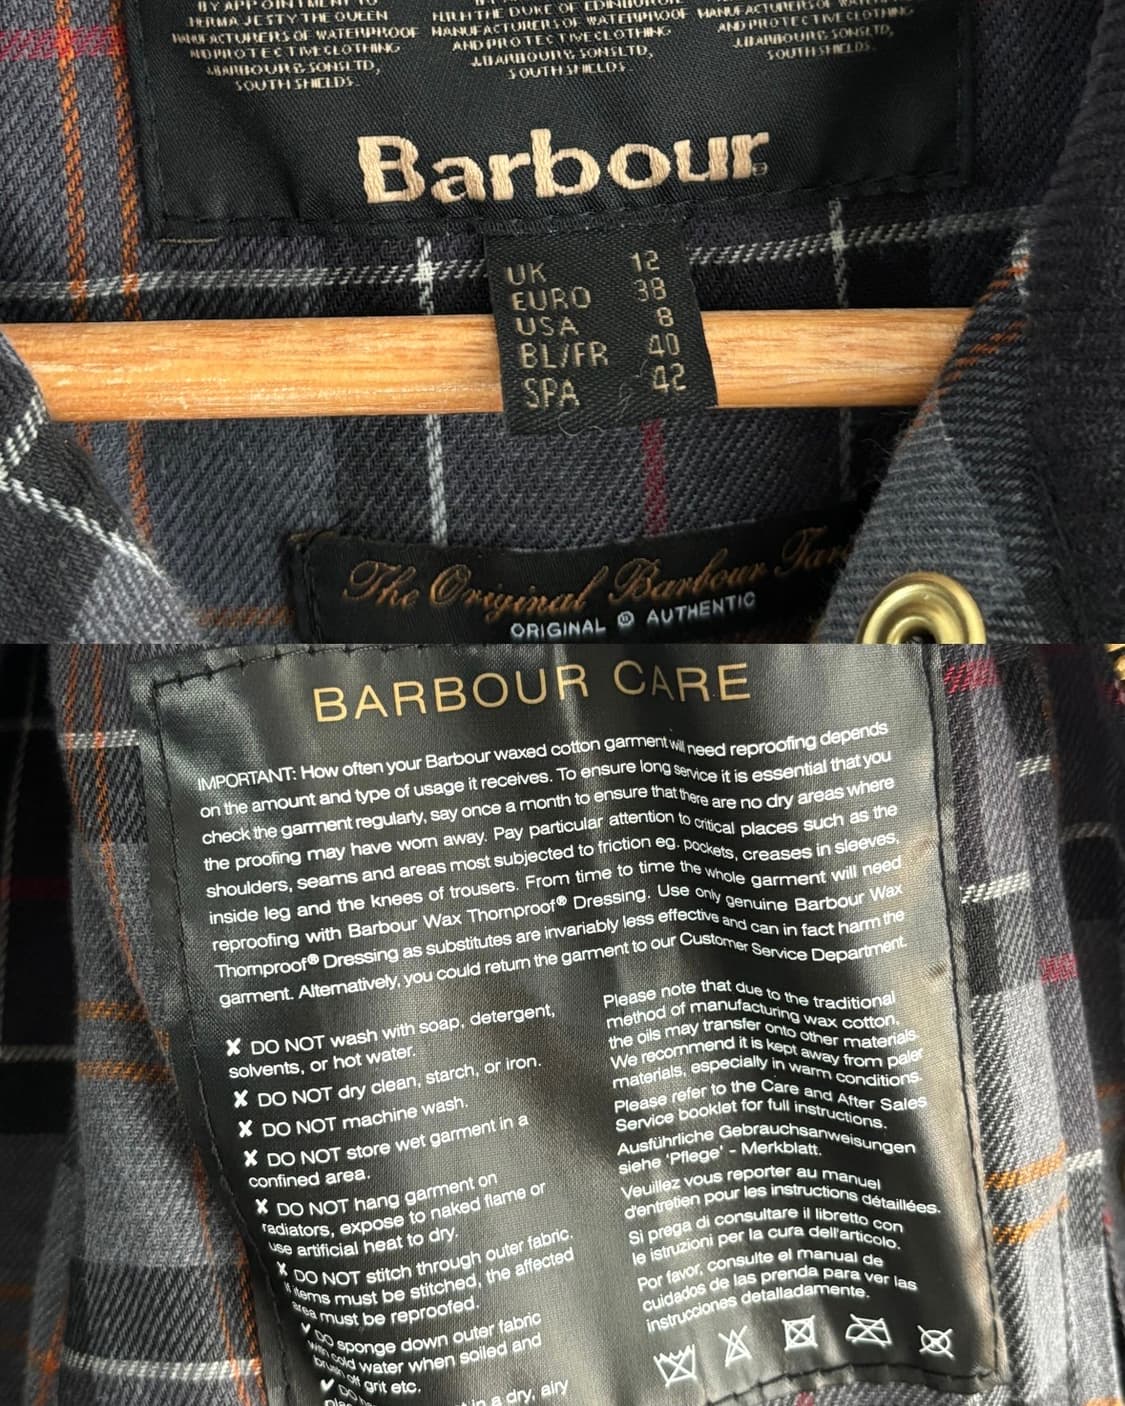 BY APPOINTMENT TO
HER MAJESTY THE QUEEN
MANUFACTURERS OF WATERPROOF
AND PROTECTIVE CLOTHING
J.BARBOUR & SONS LTD,
SOUTH SHIELDS.
H.R.H THE DUKE OF EDINBURGH
MANUFACTURERS OF WATERPROOF
AND PROTECTIVE CLOTHING
J.BARBOUR & SONS LTD,
SOUTH SHIELDS.
MANUFACTURERS OF WATERPROOF
AND PROTECTIVE CLOTHING
J.BARBOUR & SONS LTD,
SOUTH SHIELDS.
Barbour
UK 12
EURO 38
USA 8
BL/FR 40
SPA 42
The Original Barbour Tar
ORIGINAL AUTHENTIC
BARBOUR CARE
IMPORTANT: How often your Barbour waxed cotton garment will need reproofing depends
on the amount and type of usage it receives. To ensure long service it is essential that you
check the garment regularly, say once a month to ensure that there are no dry areas where
the proofing may have worn away. Pay particular attention to critical places such as the
shoulders, seams and areas most subjected to friction eg. pockets, creases in sleeves,
inside leg and the knees of trousers. From time to time the whole garment will need
reproofing with Barbour Wax Thornproof® Dressing. Use only genuine Barbour Wax
Thornproof® Dressing as substitutes are invariably less effective and can in fact harm the
garment. Alternatively, you could return the garment to our Customer Service Department.
✘ DO NOT wash with soap, detergent,
solvents, or hot water.
✘ DO NOT dry clean, starch, or iron.
✘ DO NOT machine wash.
✘ DO NOT store wet garment in a
confined area.
✘ DO NOT hang garment on
radiators, expose to naked flame or
use artificial heat to dry.
✘ DO NOT stitch through outer fabric.
If items must be stitched, the affected
area must be reproofed.
✔ DO sponge down outer fabric
with cold water when soiled and
brush off grit etc.
✔ DO in a dry, airy
Please note that due to the traditional
method of manufacturing wax cotton,
the oils may transfer onto other materials.
We recommend it is kept away from paler
materials, especially in warm conditions.
Please refer to the Care and After Sales
Service booklet for full instructions.
Ausführliche Gebrauchsanweisungen
siehe 'Pflege' - Merkblatt.
Veuillez vous reporter au manuel
d'entretien pour les instructions détaillées.
Si prega di consultare il libretto con
le istruzioni per la cura dell'articolo.
Por favor, consulte el manual de
cuidados de las prenda para ver las
instrucciones detalladamente.